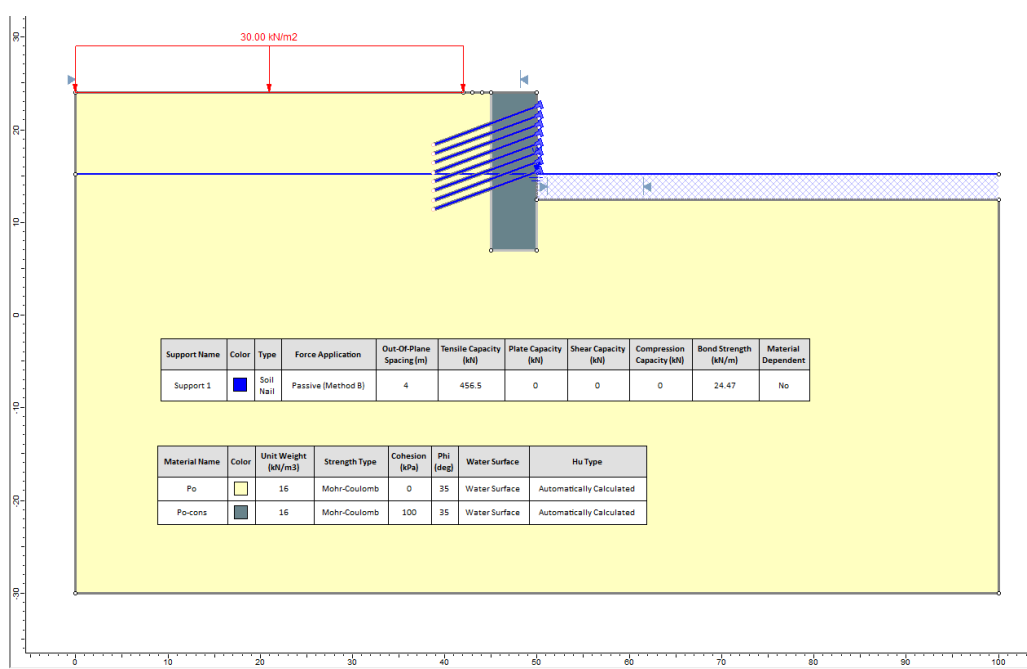 30.00 kN/m2
30
20
10
0
-10
-20
-30
Support Name Color Type Force Application Out-Of-Plane Spacing (m) Tensile Capacity (kN) Plate Capacity (kN) Shear Capacity (kN) Compression Capacity (kN) Bond Strength (kN/m) Material Dependent
Support 1 Soil Nail Passive (Method B) 4 456.5 0 0 0 24.47 No
Material Name Color Unit Weight (kN/m3) Strength Type Cohesion (kPa) Phi (deg) Water Surface Hu Type
Po 16 Mohr-Coulomb 0 35 Water Surface Automatically Calculated
Po-cons 16 Mohr-Coulomb 100 35 Water Surface Automatically Calculated
0 10 20 30 40 50 60 70 80 90 100